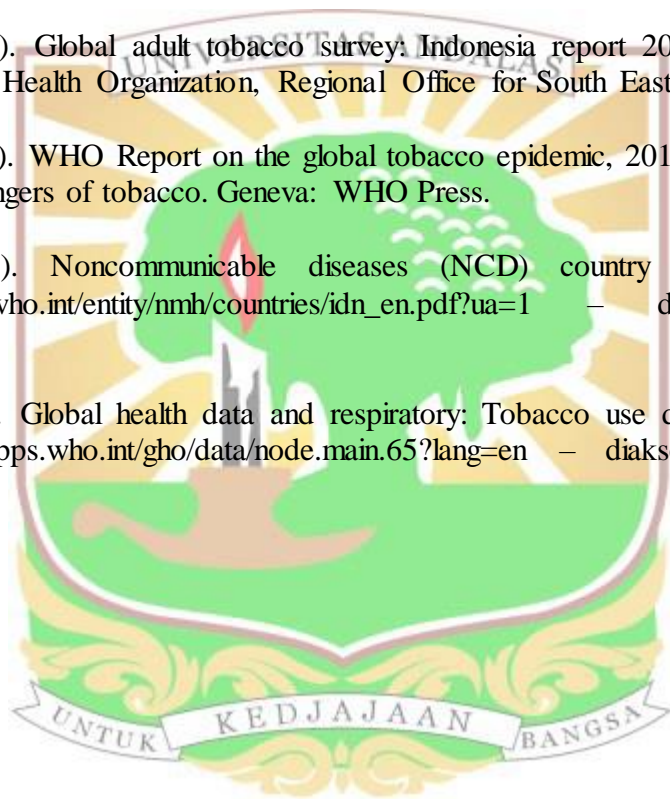 ). Global adult tobacco survey: Indonesia report 20
UNIVERSITAS ANDALAS
Health Organization, Regional Office for South East
). WHO Report on the global tobacco epidemic, 201
ngers of tobacco. Geneva: WHO Press.
). Noncommunicable diseases (NCD) country
who.int/entity/nmh/countries/idn_en.pdf?ua=1 – d
. Global health data and respiratory: Tobacco use d
pps.who.int/gho/data/node.main.65?lang=en – diaks
UNTUK KEDJAJAAN BANGSA